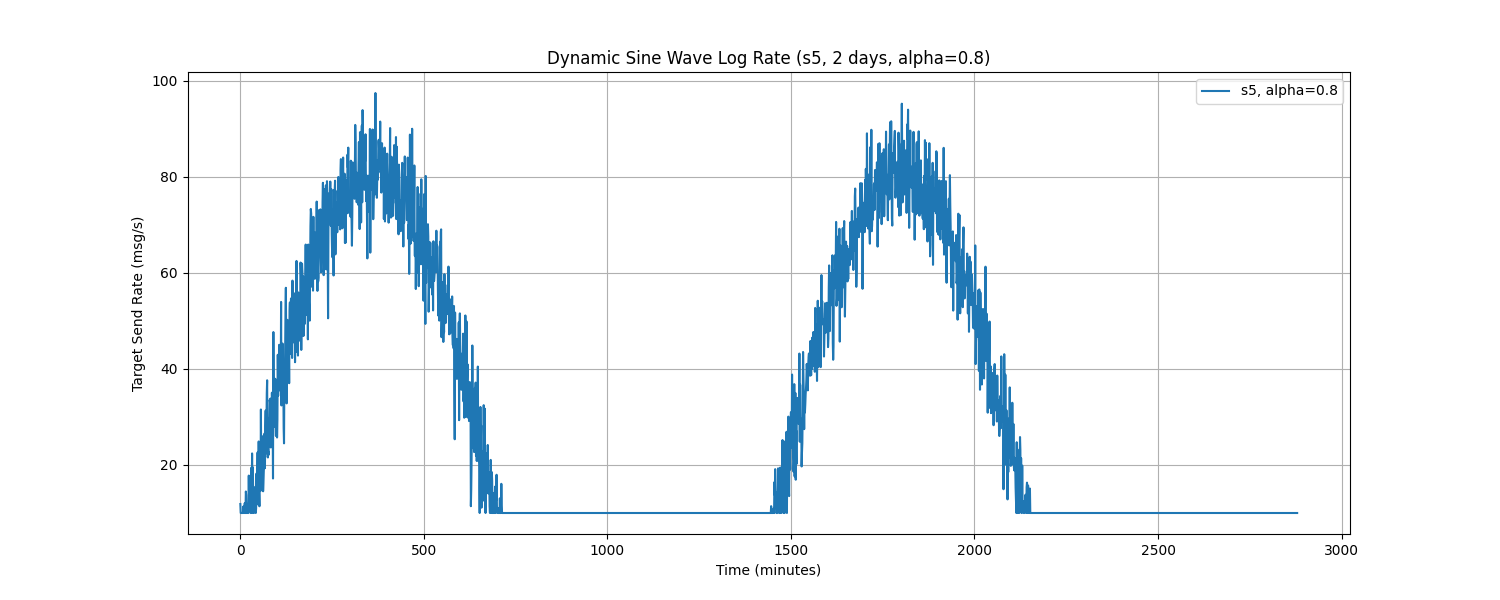 Dynamic Sine Wave Log Rate (s5, 2 days, alpha=0.8)
s5, alpha=0.8
Target Send Rate (msg/s)
100
80
60
40
20
0 500 1000 1500 2000 2500 3000
Time (minutes)